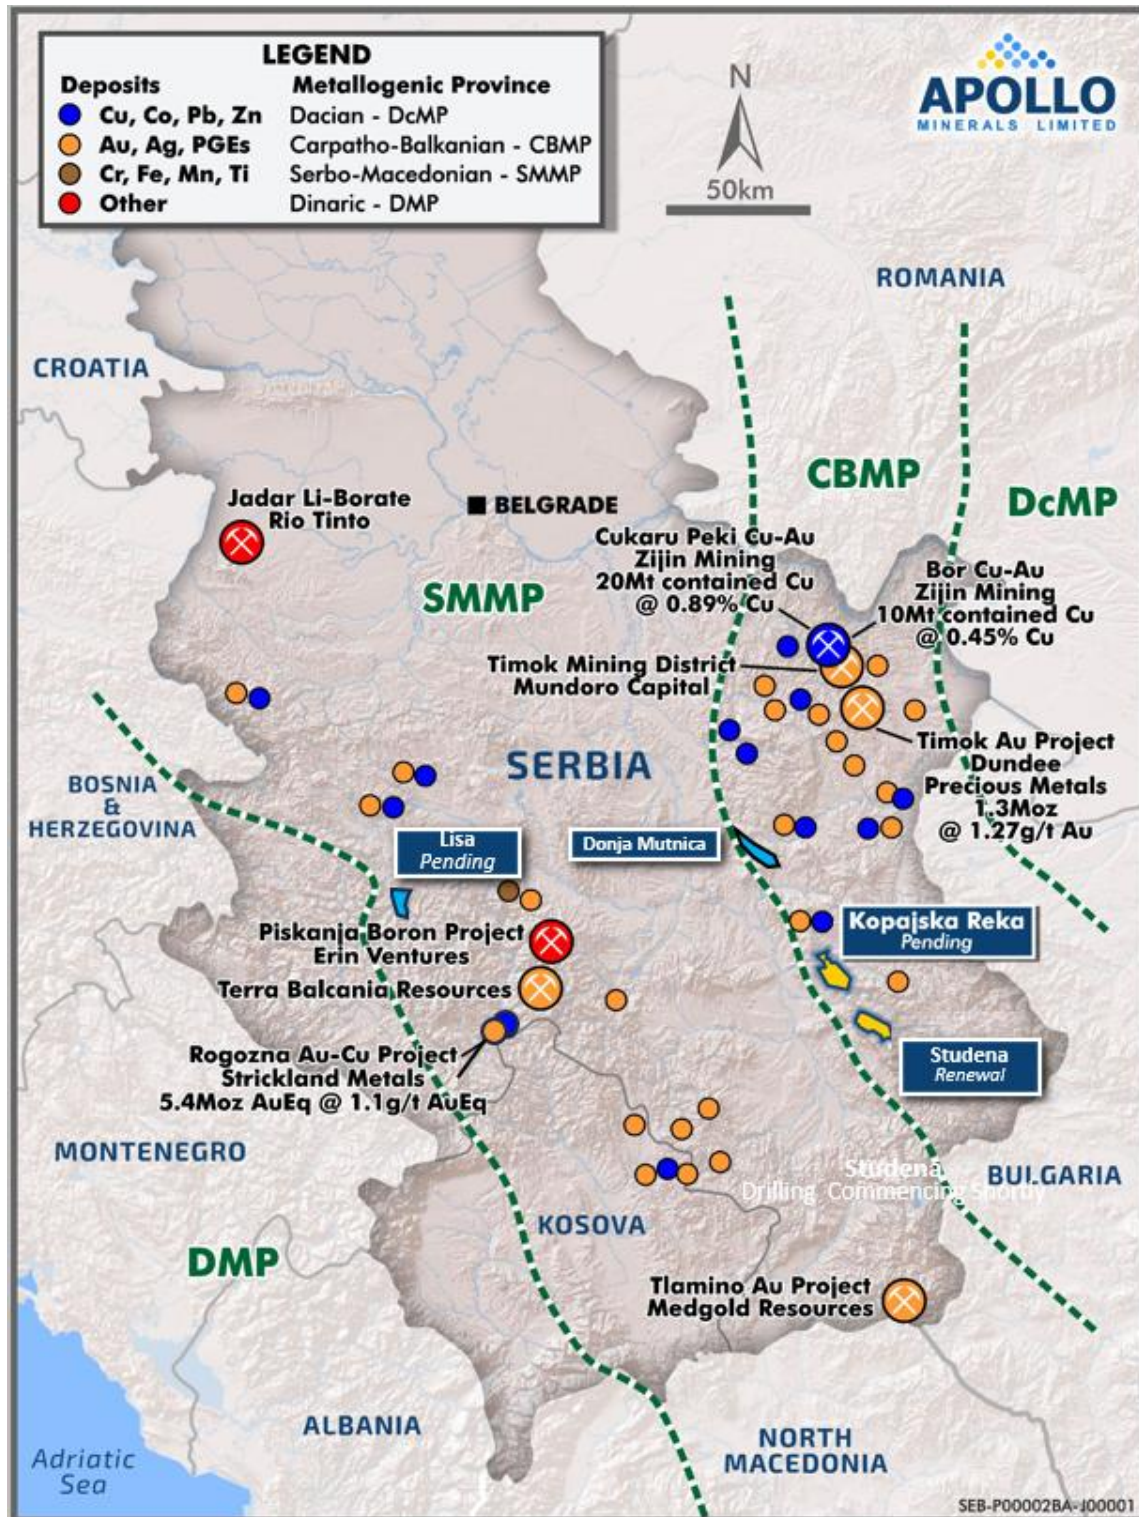 LEGEND
Deposits Metallogenic Province
Cu, Co, Pb, Zn Dacian - DcMP
Au, Ag, PGEs Carpatho-Balkanian - CBMP
Cr, Fe, Mn, Ti Serbo-Macedonian - SMMP
Other Dinaric - DMP
N
50km
APOLLO
MINERALS LIMITED
ROMANIA
CROATIA
CBMP
DcMP
Jadar Li-Borate
Rio Tinto
BELGRADE
Cukaru Peki Cu-Au
Zijin Mining
20Mt contained Cu
@ 0.89% Cu
Bor Cu-Au
Zijin Mining
10Mt contained Cu
@ 0.45% Cu
SMMP
Timok Mining District
Mundoro Capital
SERBIA
Timok Au Project
Dundee
Precious Metals
1.3Moz
@ 1.27g/t Au
BOSNIA
&
HERZEGOVINA
Lisa
Pending
Donja Mutnica
Kopajska Reka
Pending
Piskanja Boron Project
Erin Ventures
Terra Balcania Resources
Rogozna Au-Cu Project
Strickland Metals
5.4Moz AuEq @ 1.1g/t AuEq
Studena
Renewal
MONTENEGRO
Studena
Drilling Commencing Shortly
BULGARIA
KOSOVA
DMP
Tlamino Au Project
Medgold Resources
ALBANIA
NORTH
MACEDONIA
Adriatic
Sea
SEB-P00002BA-J00001